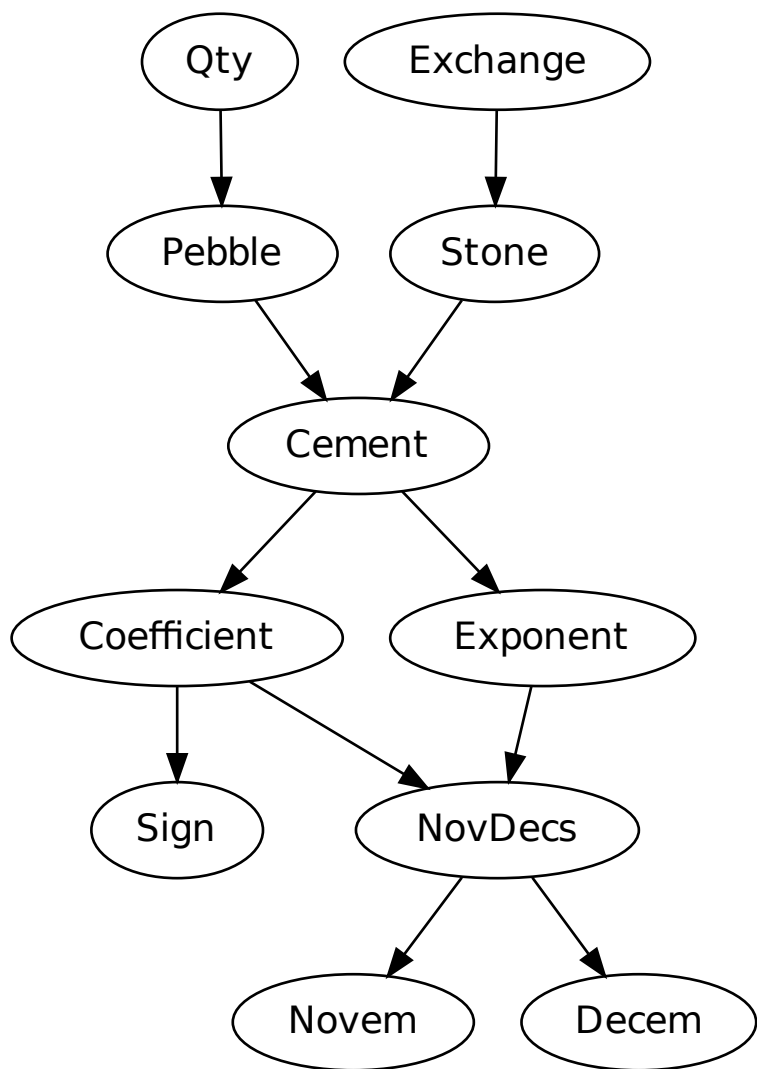 Qty
Exchange
Pebble
Stone
Cement
Coefficient
Exponent
Sign
NovDecs
Novem
Decem